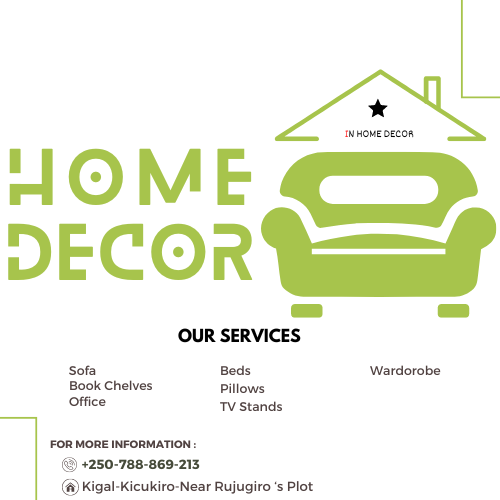 IN HOME DECOR
HOME
DECOR
OUR SERVICES
Sofa
Book Chelves
Office
Beds
Pillows
TV Stands
Wardorobe
FOR MORE INFORMATION :
+250-788-869-213
Kigal-Kicukiro-Near Rujugiro ‘s Plot